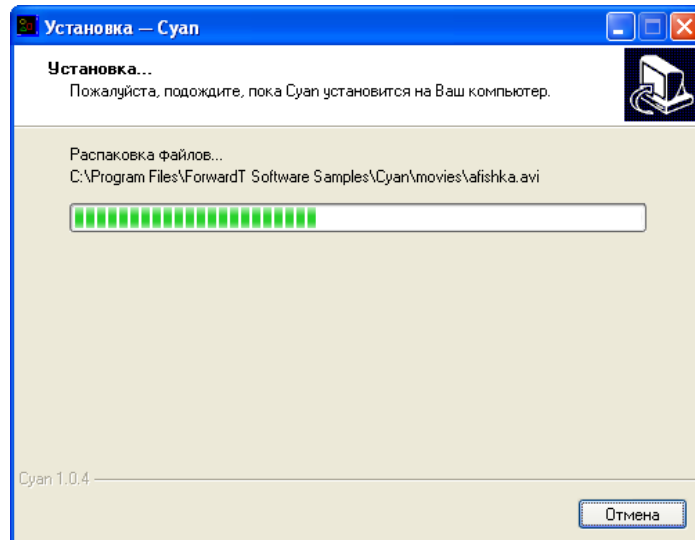 Установка — Cyan
Установка...
Пожалуйста, подождите, пока Cyan установится на Ваш компьютер.
Распаковка файлов...
C:\Program Files\ForwardT Software Samples\Cyan\movies\afishka.avi
Cyan 1.0.4
Отмена